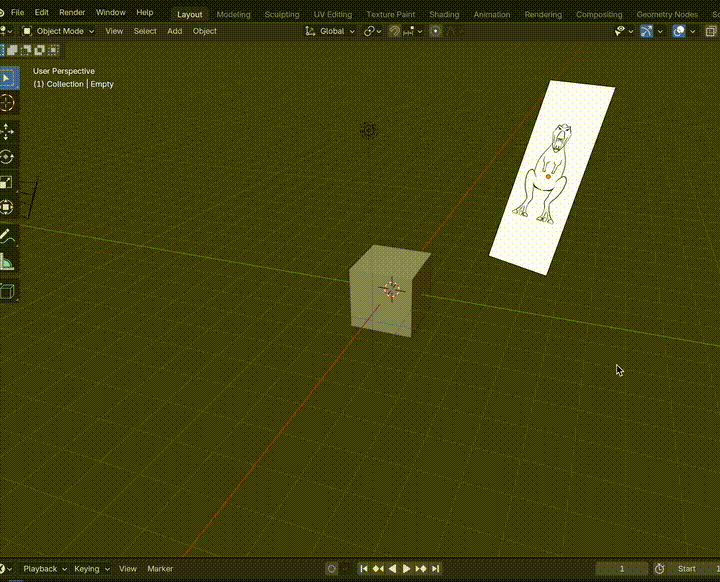 File Edit Render Window Help Layout Modeling Sculpting UV Editing Texture Paint Shading Animation Rendering Compositing Geometry Nodes
Object Mode View Select Add Object Global
User Perspective
(1) Collection | Empty
Playback Keying View Marker 1 Start